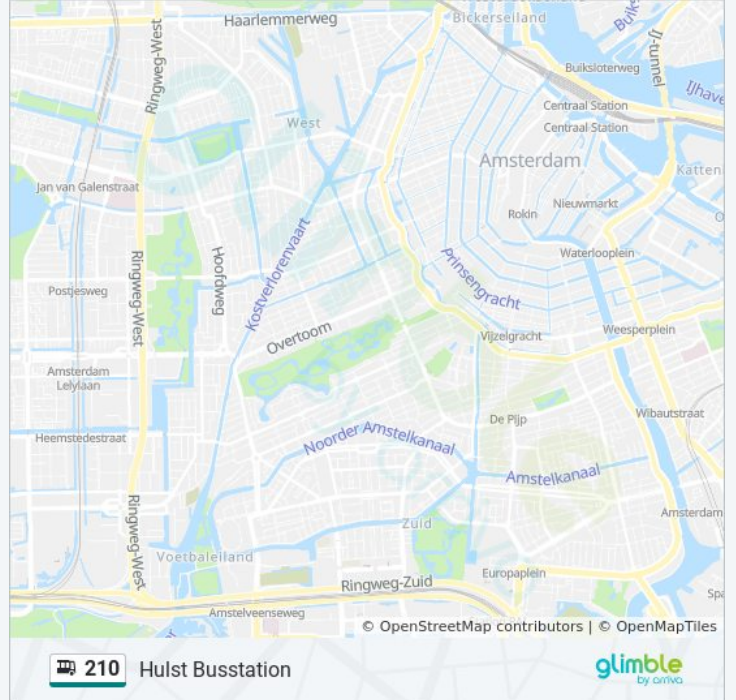 Haarlemmerweg
Bickerseiland
Ringweg-West
IJ-tunnel
Buiksloterweg
IJhave
Centraal Station
Centraal Station
West
Amsterdam
Katten
Jan van Galenstraat
Nieuwmarkt
Rokin
Kostverlorenvaart
Hoofdweg
Ringweg-West
Waterlooplein
Prinsengracht
Postjesweg
Overtoom
Vijzelgracht
Weesperplein
Amsterdam
Lelylaan
De Pijp
Wibautstraat
Heemstedestraat
Noorder Amstelkanaal
Amstelkanaal
Ringweg-West
Zuid
Amsterdam
Voetbaleiland
Europaplein
Ringweg-Zuid
Spa
Amstelveenseweg
© OpenStreetMap contributors | © OpenMapTiles
210 Hulst Busstation
glimble
by arriva